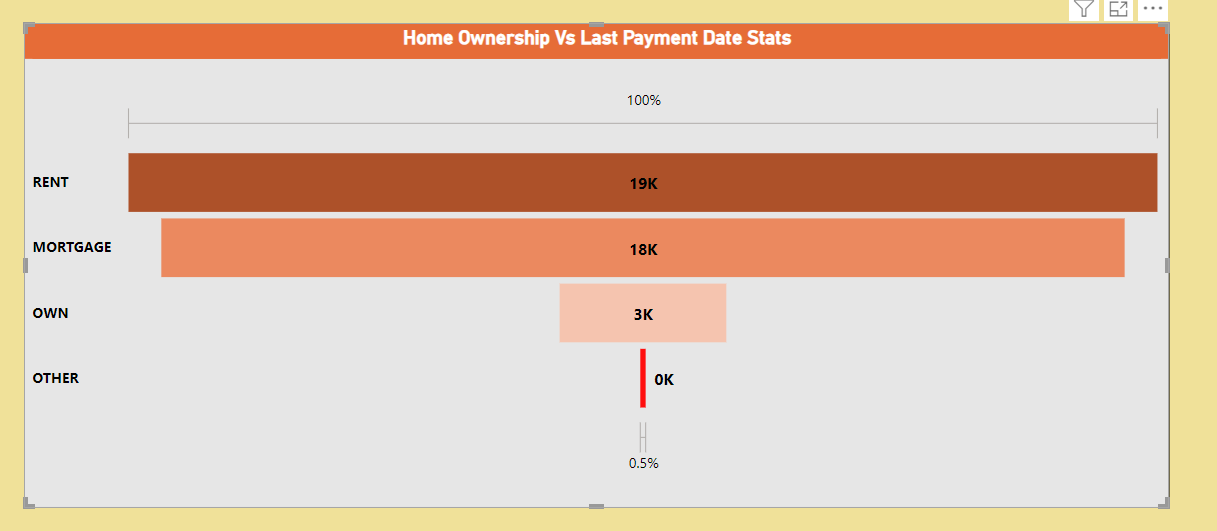 Home Ownership Vs Last Payment Date Stats
100%
RENT 19K
MORTGAGE 18K
OWN 3K
OTHER 0K
0.5%